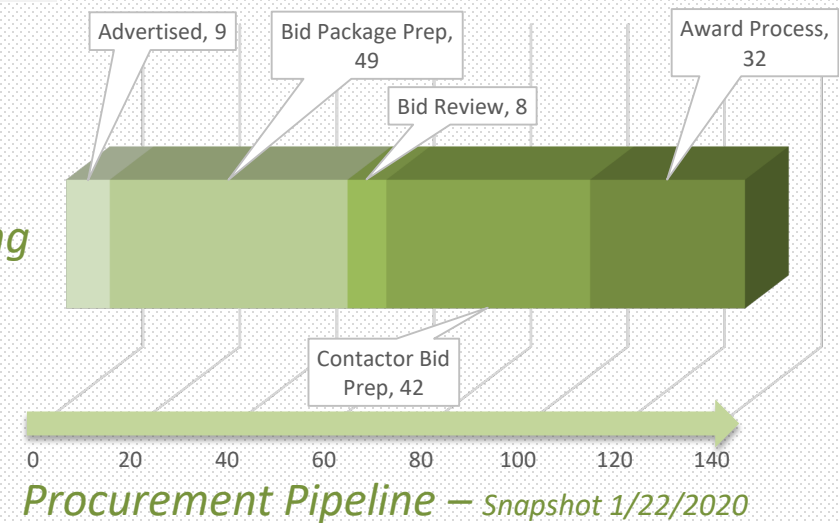 Advertised, 9
Bid Package Prep,
49
Award Process,
32
Bid Review, 8
Contactor Bid
Prep, 42
0 20 40 60 80 100 120 140
Procurement Pipeline – Snapshot 1/22/2020